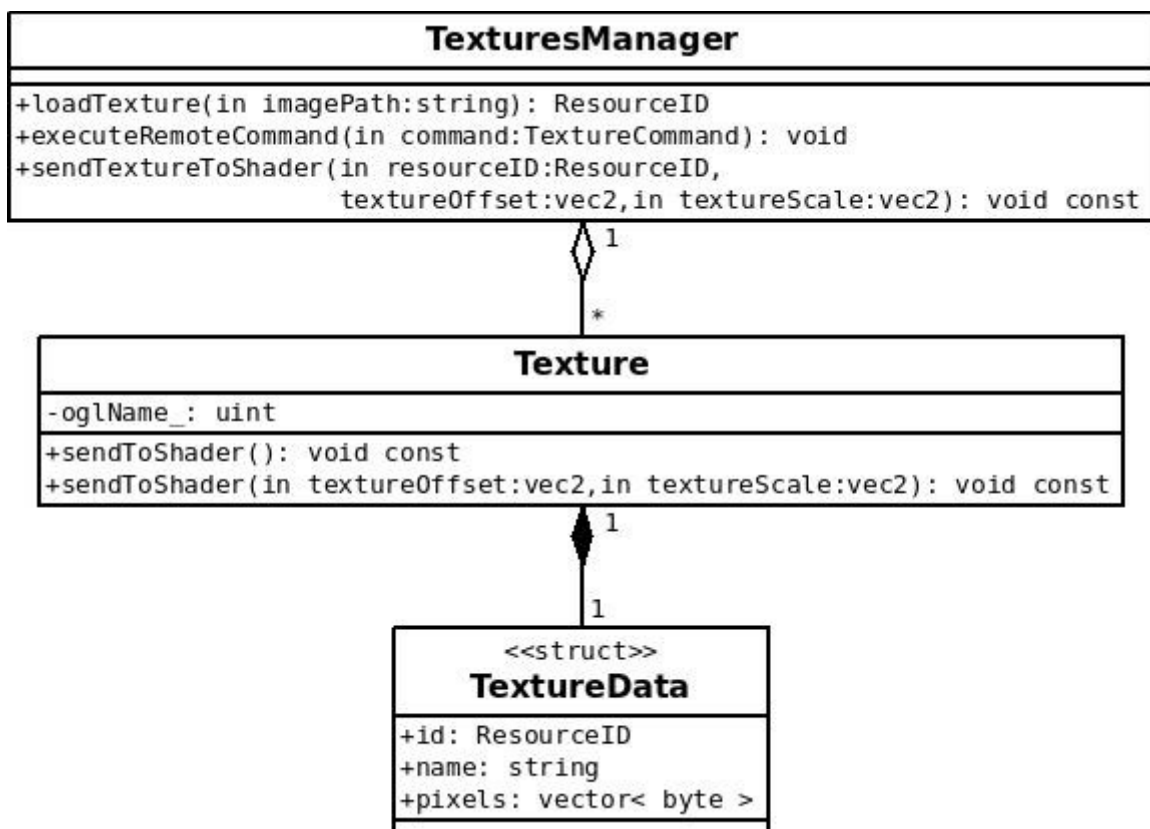 TexturesManager
+loadTexture(in imagePath:string): ResourceID
+executeRemoteCommand(in command:TextureCommand): void
+sendTextureToShader(in resourceID:ResourceID,
textureOffset:vec2,in textureScale:vec2): void const
1
*
Texture
-oglName_: uint
+sendToShader(): void const
+sendToShader(in textureOffset:vec2,in textureScale:vec2): void const
1
1
<<struct>>
TextureData
+id: ResourceID
+name: string
+pixels: vector< byte >